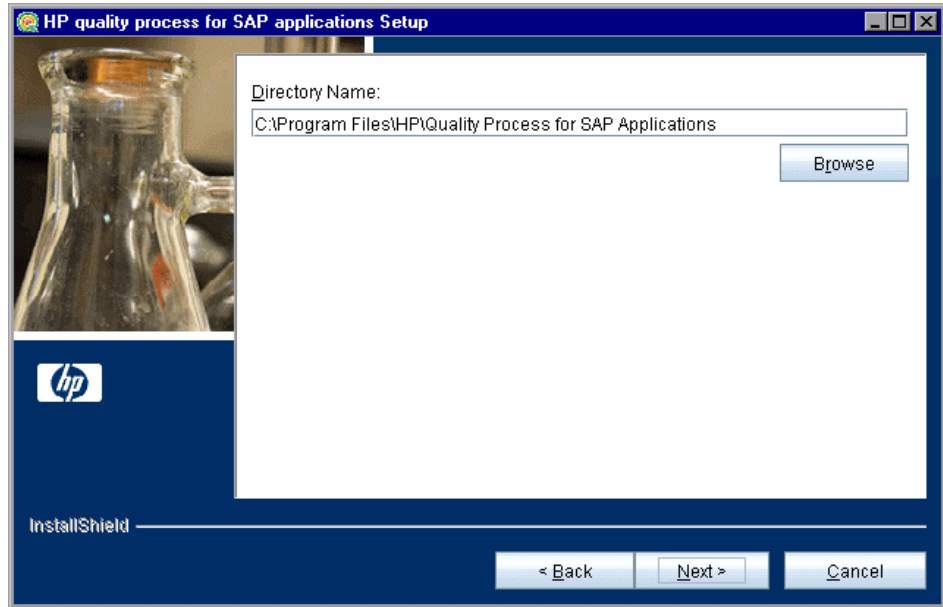 HP quality process for SAP applications Setup
Directory Name:
C:\Program Files\HP\Quality Process for SAP Applications
Browse
hp
InstallShield
< Back
Next >
Cancel